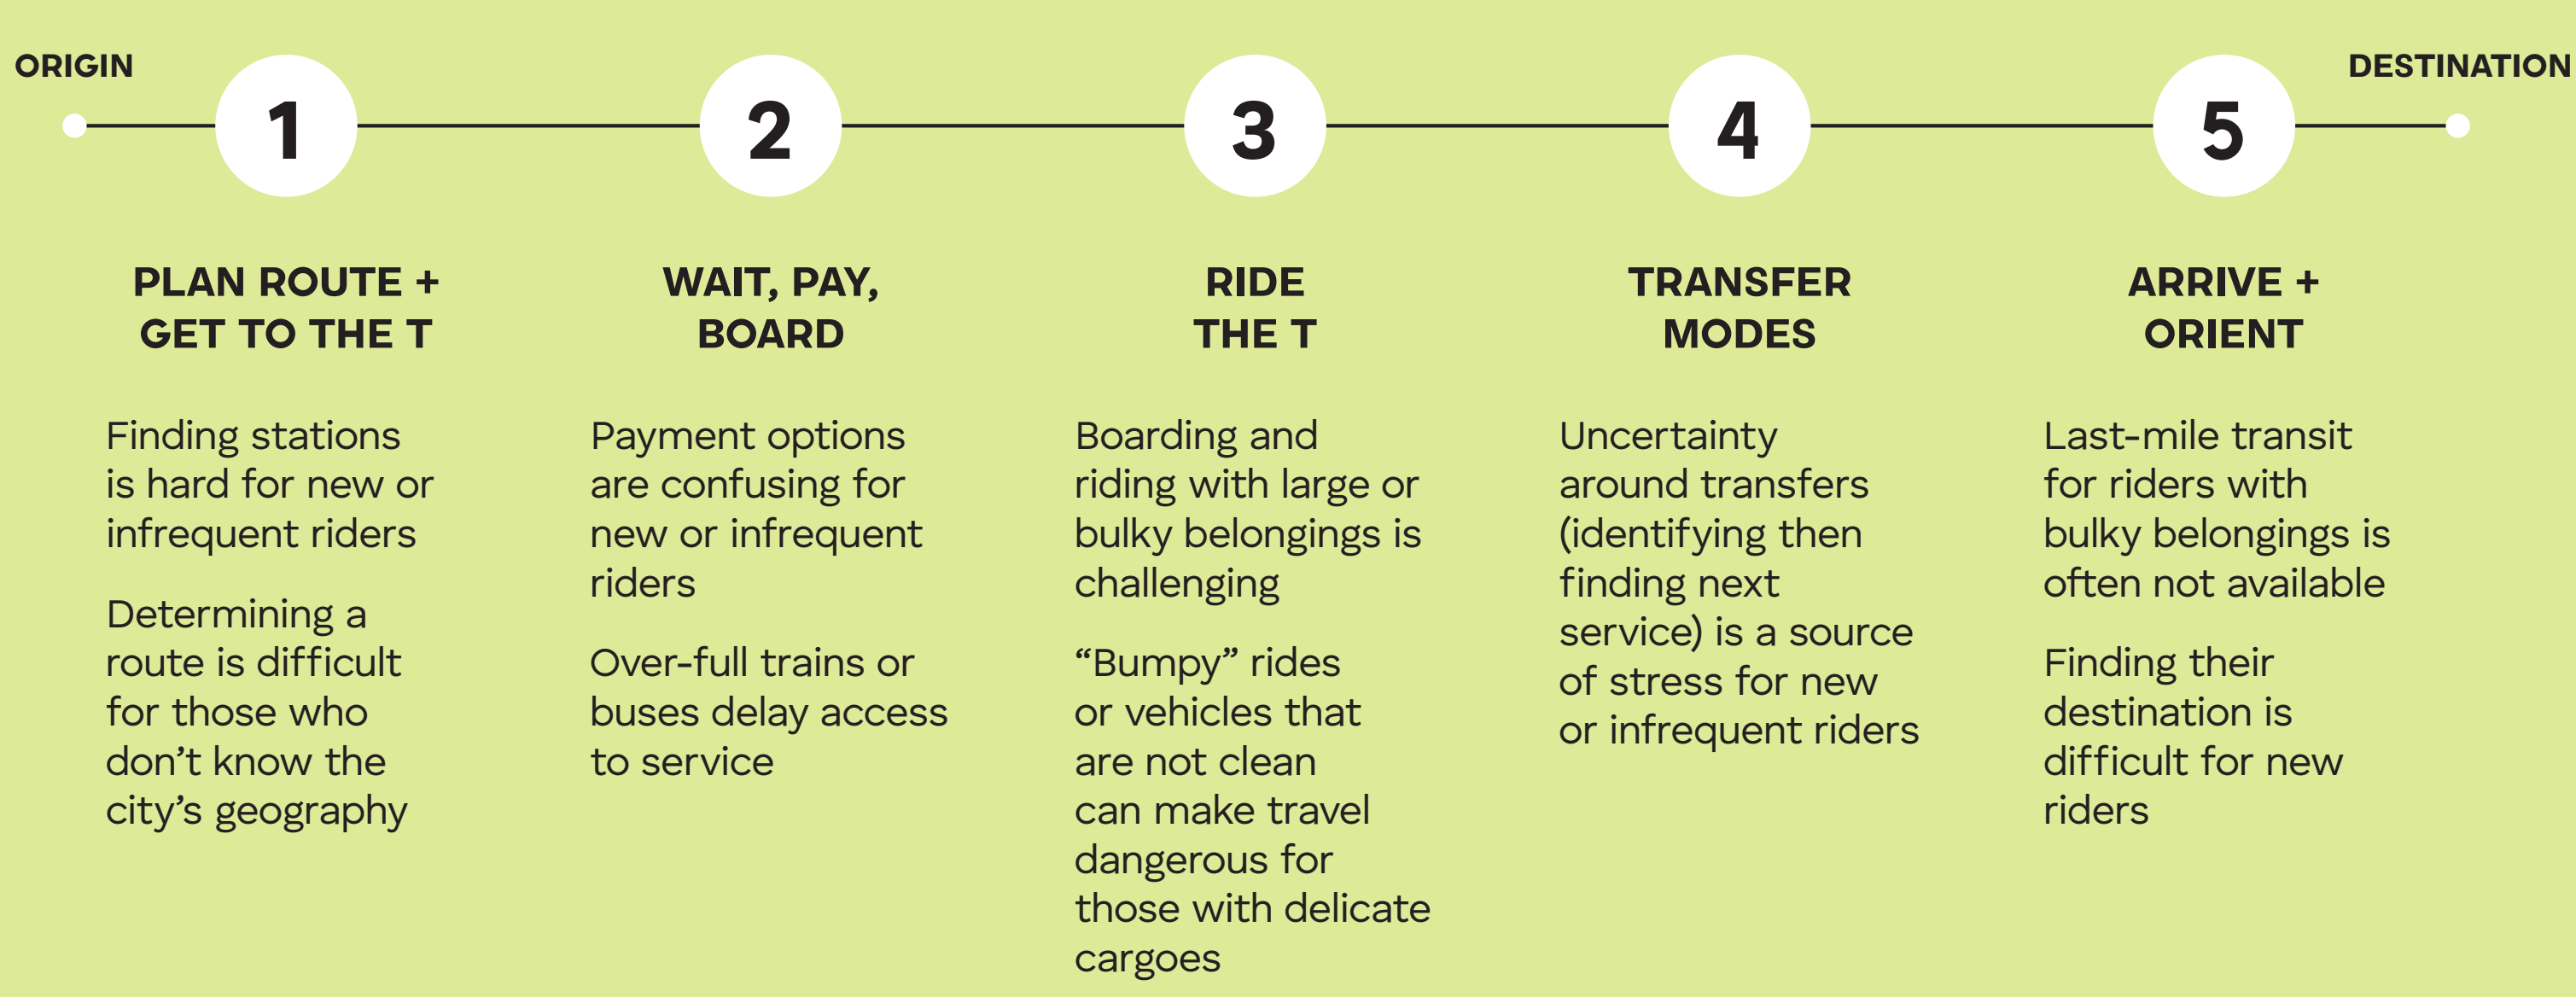 ORIGIN
DESTINATION
1
2
3
4
5
PLAN ROUTE +
GET TO THE T
Finding stations
is hard for new or
infrequent riders
Determining a
route is difficult
for those who
don’t know the
city’s geography
WAIT, PAY,
BOARD
Payment options
are confusing for
new or infrequent
riders
Over-full trains or
buses delay access
to service
RIDE
THE T
Boarding and
riding with large or
bulky belongings is
challenging
“Bumpy” rides
or vehicles that
are not clean
can make travel
dangerous for
those with delicate
cargoes
TRANSFER
MODES
Uncertainty
around transfers
(identifying then
finding next
service) is a source
of stress for new
or infrequent riders
ARRIVE +
ORIENT
Last-mile transit
for riders with
bulky belongings is
often not available
Finding their
destination is
difficult for new
riders